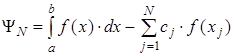 Ψ_N = ∫_a^b f(x)·dx − ∑_{j=1}^N c_j·f(x_j)